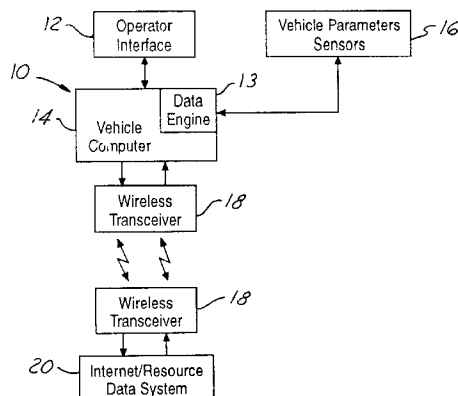 12
Operator
Interface
Vehicle Parameters
Sensors
16
10
13
14
Data
Engine
Vehicle
Computer
Wireless
Transceiver
18
Wireless
Transceiver
18
20
Internet/Resource
Data System